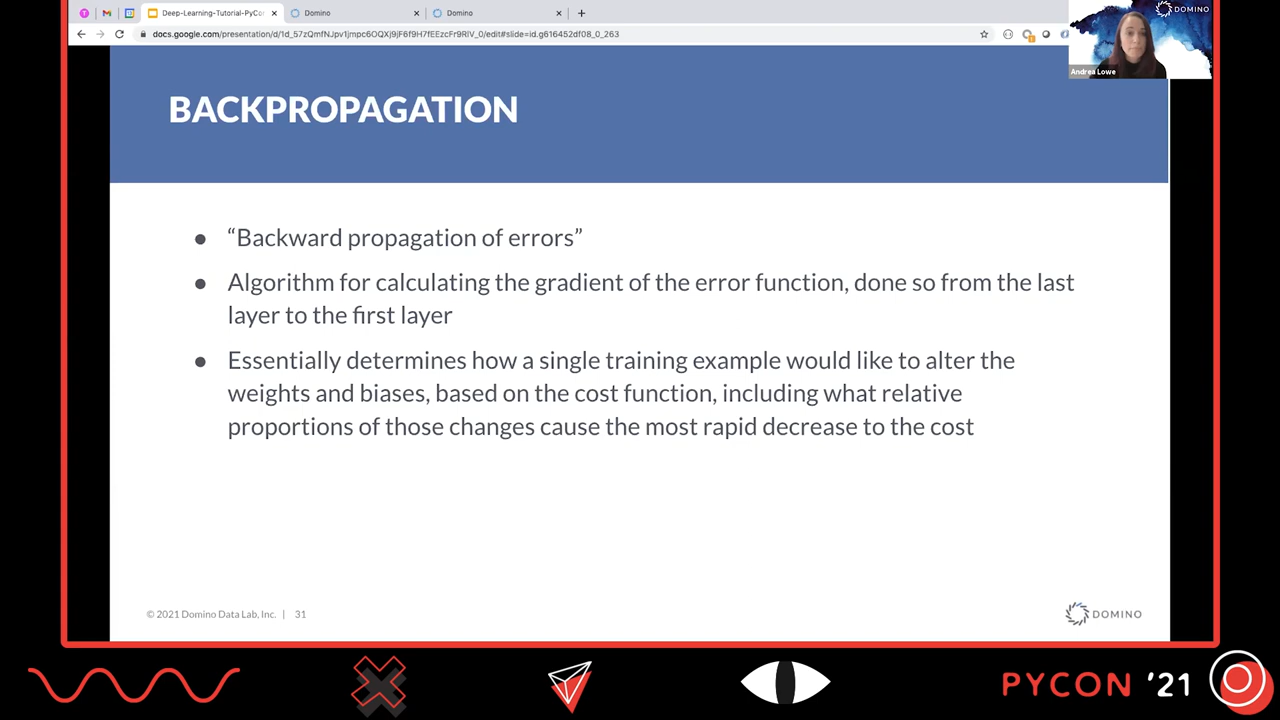 Deep-Learning-Tutorial-PyCon
Domino
Domino
docs.google.com/presentation/d/1d_57zQmfNJpv1jmpc6OQXj9jF6f9H7fEEzcFr9RlV_0/edit#slide=id.g616452df08_0_263
DOMINO
Andrea Lowe
BACKPROPAGATION
● “Backward propagation of errors”
● Algorithm for calculating the gradient of the error function, done so from the last
layer to the first layer
● Essentially determines how a single training example would like to alter the
weights and biases, based on the cost function, including what relative
proportions of those changes cause the most rapid decrease to the cost
© 2021 Domino Data Lab, Inc. | 31
DOMINO
PYCON '21